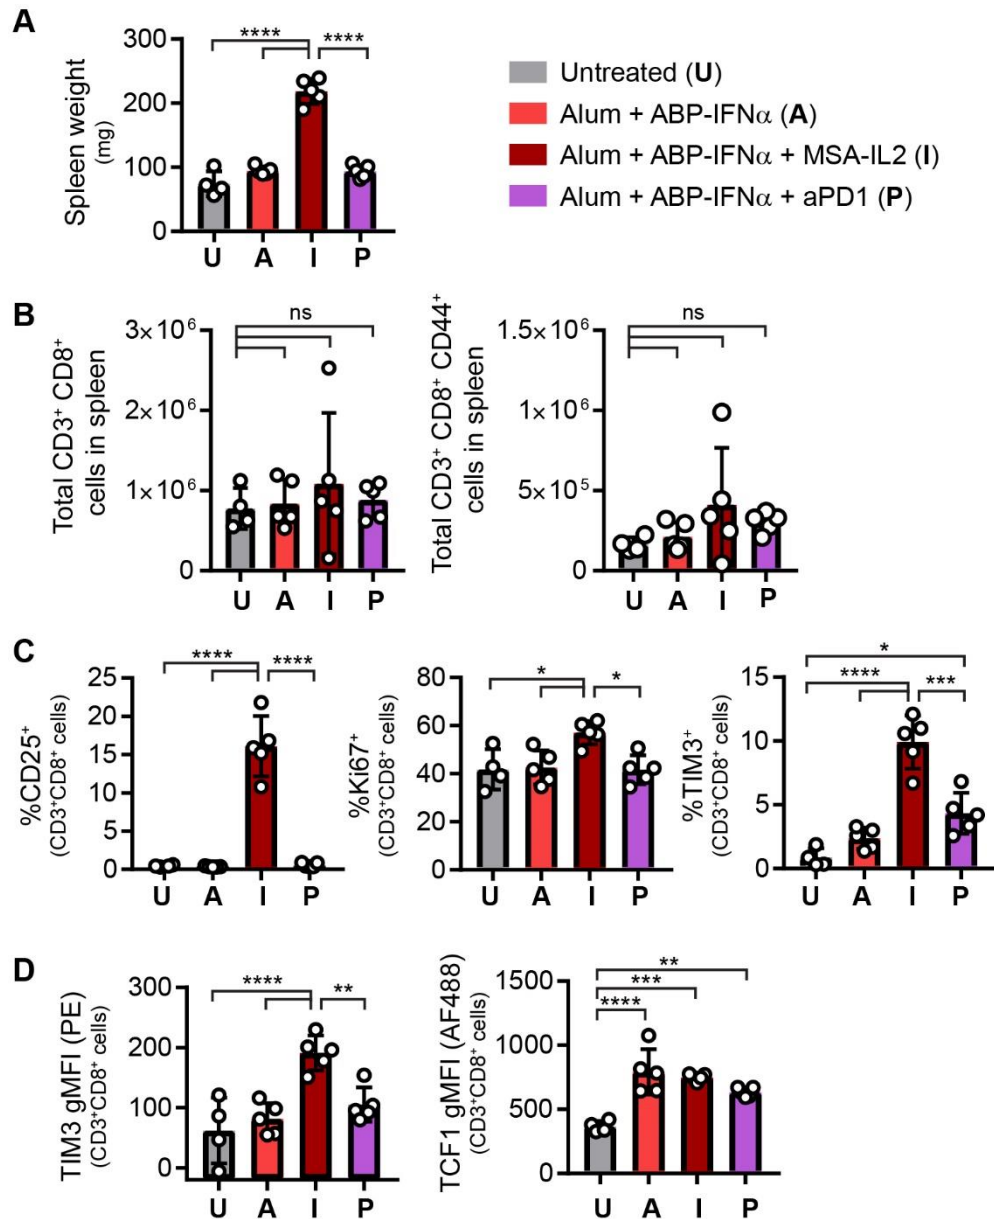 A
Spleen weight
(mg)
300
200
100
0
****
****
U A I P
Untreated (U)
Alum + ABP-IFNα (A)
Alum + ABP-IFNα + MSA-IL2 (I)
Alum + ABP-IFNα + aPD1 (P)
B
Total CD3⁺ CD8⁺
cells in spleen
3×10⁶
2×10⁶
1×10⁶
0
ns
U A I P
Total CD3⁺ CD8⁺ CD44⁺
cells in spleen
1.5×10⁶
1×10⁶
5×10⁵
0
ns
U A I P
C
%CD25⁺
(CD3⁺CD8⁺ cells)
25
20
15
10
5
0
****
****
U A I P
%Ki67⁺
(CD3⁺CD8⁺ cells)
80
60
40
20
0
*
*
U A I P
%TIM3⁺
(CD3⁺CD8⁺ cells)
15
10
5
0
*
****
***
U A I P
D
TIM3 gMFI (PE)
(CD3⁺CD8⁺ cells)
300
200
100
0
****
**
U A I P
TCF1 gMFI (AF488)
(CD3⁺CD8⁺ cells)
1500
1000
500
0
**
***
****
U A I P